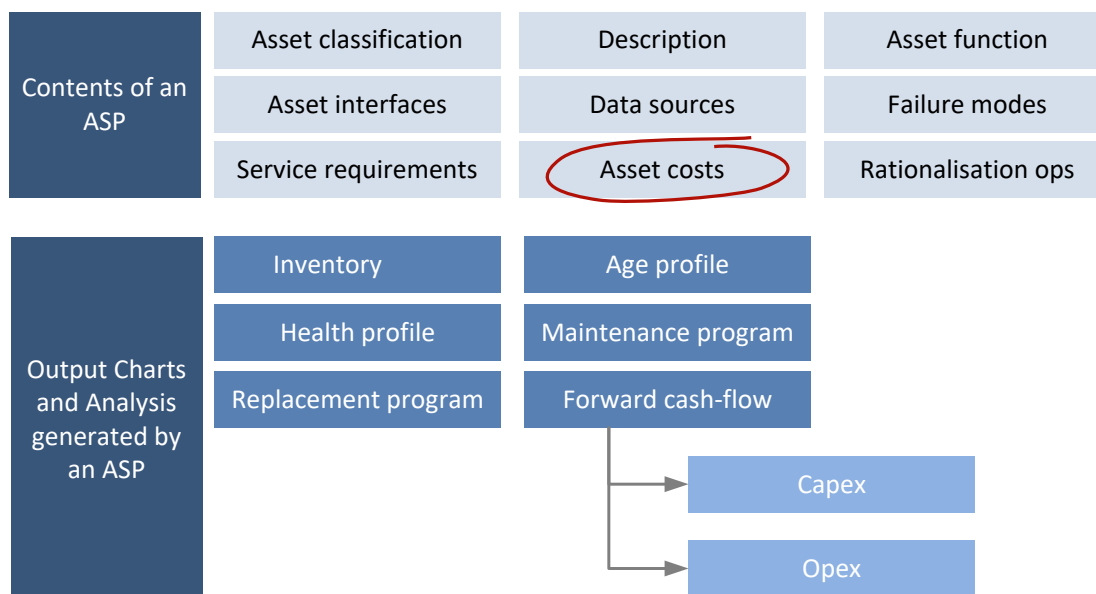 Contents of an
ASP
Asset classification
Description
Asset function
Asset interfaces
Data sources
Failure modes
Service requirements
Asset costs
Rationalisation ops
Output Charts
and Analysis
generated by
an ASP
Inventory
Age profile
Health profile
Maintenance program
Replacement program
Forward cash-flow
Capex
Opex